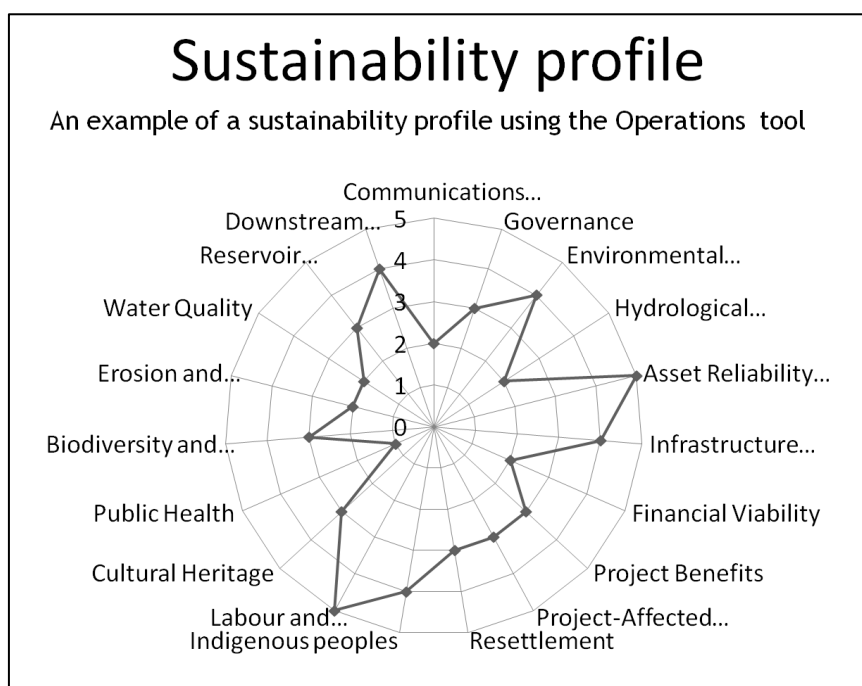 Sustainability profile
An example of a sustainability profile using the Operations tool
Communications...
Governance
Environmental...
Hydrological...
Asset Reliability...
Infrastructure...
Financial Viability
Project Benefits
Project-Affected...
Resettlement
Indigenous peoples
Labour and...
Cultural Heritage
Public Health
Biodiversity and...
Erosion and...
Water Quality
Reservoir...
Downstream...
5
4
3
2
1
0